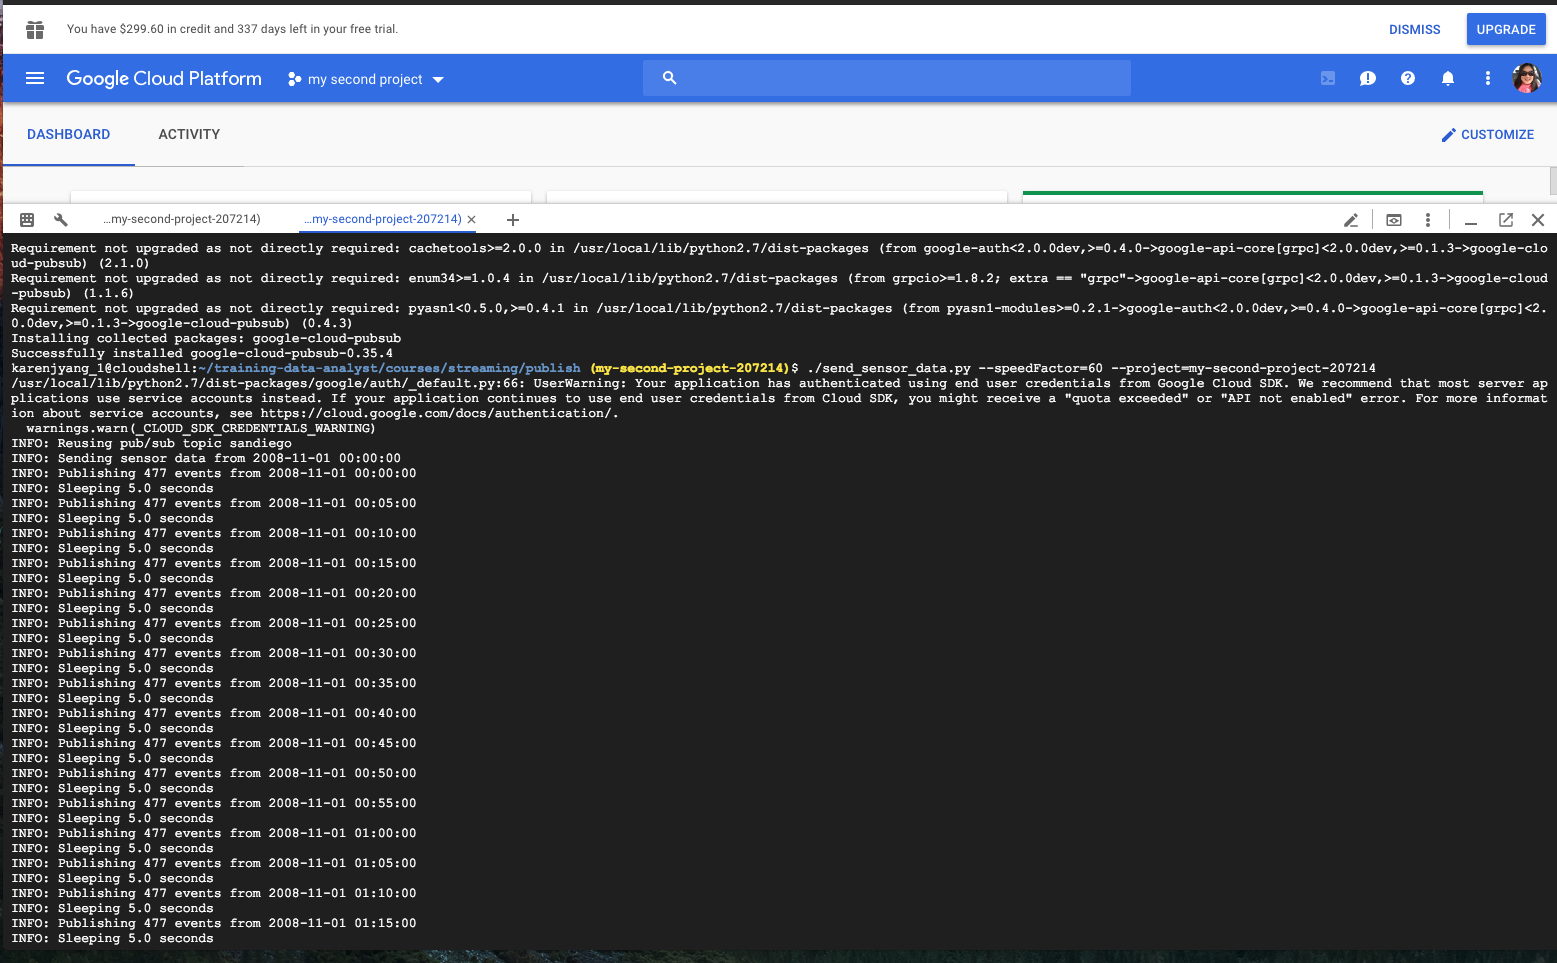 You have $299.60 in credit and 337 days left in your free trial.
DISMISS
UPGRADE
Google Cloud Platform
my second project
DASHBOARD
ACTIVITY
CUSTOMIZE
...my-second-project-207214)
...my-second-project-207214)
Requirement not upgraded as not directly required: cachetools>=2.0.0 in /usr/local/lib/python2.7/dist-packages (from google-auth<2.0.0dev,>=0.4.0->google-api-core[grpc]<2.0.0dev,>=0.1.3->google-clo
ud-pubsub) (2.1.0)
Requirement not upgraded as not directly required: enum34>=1.0.4 in /usr/local/lib/python2.7/dist-packages (from grpcio>=1.8.2; extra == "grpc"->google-api-core[grpc]<2.0.0dev,>=0.1.3->google-cloud
-pubsub) (1.1.6)
Requirement not upgraded as not directly required: pyasn1<0.5.0,>=0.4.1 in /usr/local/lib/python2.7/dist-packages (from pyasn1-modules>=0.2.1->google-auth<2.0.0dev,>=0.4.0->google-api-core[grpc]<2.
0.0dev,>=0.1.3->google-cloud-pubsub) (0.4.3)
Installing collected packages: google-cloud-pubsub
Successfully installed google-cloud-pubsub-0.35.4
karenjyang_1@cloudshell:~/training-data-analyst/courses/streaming/publish (my-second-project-207214)$ ./send_sensor_data.py --speedFactor=60 --project=my-second-project-207214
/usr/local/lib/python2.7/dist-packages/google/auth/_default.py:66: UserWarning: Your application has authenticated using end user credentials from Google Cloud SDK. We recommend that most server ap
plications use service accounts instead. If your application continues to use end user credentials from Cloud SDK, you might receive a "quota exceeded" or "API not enabled" error. For more informat
ion about service accounts, see https://cloud.google.com/docs/authentication/.
  warnings.warn(_CLOUD_SDK_CREDENTIALS_WARNING)
INFO: Reusing pub/sub topic sandiego
INFO: Sending sensor data from 2008-11-01 00:00:00
INFO: Publishing 477 events from 2008-11-01 00:00:00
INFO: Sleeping 5.0 seconds
INFO: Publishing 477 events from 2008-11-01 00:05:00
INFO: Sleeping 5.0 seconds
INFO: Publishing 477 events from 2008-11-01 00:10:00
INFO: Sleeping 5.0 seconds
INFO: Publishing 477 events from 2008-11-01 00:15:00
INFO: Sleeping 5.0 seconds
INFO: Publishing 477 events from 2008-11-01 00:20:00
INFO: Sleeping 5.0 seconds
INFO: Publishing 477 events from 2008-11-01 00:25:00
INFO: Sleeping 5.0 seconds
INFO: Publishing 477 events from 2008-11-01 00:30:00
INFO: Sleeping 5.0 seconds
INFO: Publishing 477 events from 2008-11-01 00:35:00
INFO: Sleeping 5.0 seconds
INFO: Publishing 477 events from 2008-11-01 00:40:00
INFO: Sleeping 5.0 seconds
INFO: Publishing 477 events from 2008-11-01 00:45:00
INFO: Sleeping 5.0 seconds
INFO: Publishing 477 events from 2008-11-01 00:50:00
INFO: Sleeping 5.0 seconds
INFO: Publishing 477 events from 2008-11-01 00:55:00
INFO: Sleeping 5.0 seconds
INFO: Publishing 477 events from 2008-11-01 01:00:00
INFO: Sleeping 5.0 seconds
INFO: Publishing 477 events from 2008-11-01 01:05:00
INFO: Sleeping 5.0 seconds
INFO: Publishing 477 events from 2008-11-01 01:10:00
INFO: Sleeping 5.0 seconds
INFO: Publishing 477 events from 2008-11-01 01:15:00
INFO: Sleeping 5.0 seconds